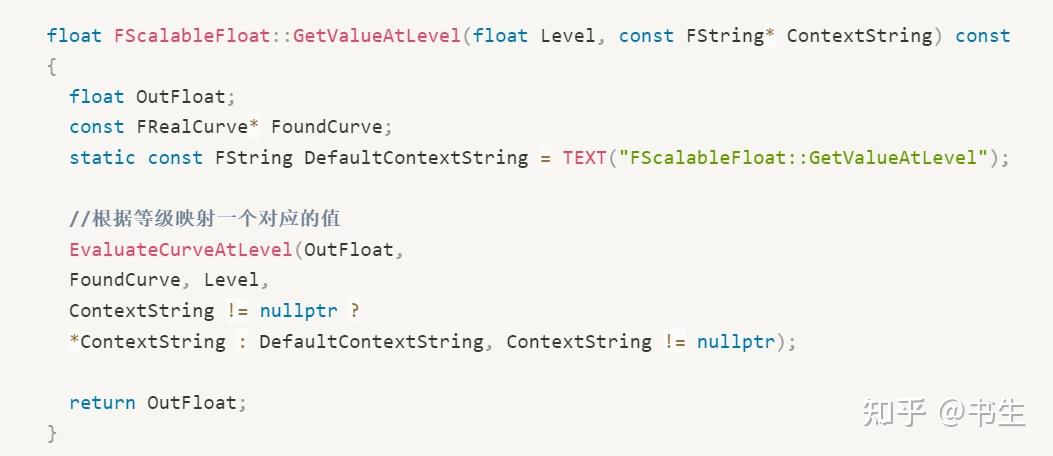 float FScalableFloat::GetValueAtLevel(float Level, const FString* ContextString) const
{
  float OutFloat;
  const FRealCurve* FoundCurve;
  static const FString DefaultContextString = TEXT("FScalableFloat::GetValueAtLevel");
  //根据等级映射一个对应的值
  EvaluateCurveAtLevel(OutFloat,
  FoundCurve, Level,
  ContextString != nullptr ?
  *ContextString : DefaultContextString, ContextString != nullptr);
  return OutFloat;
}
知乎 @书生